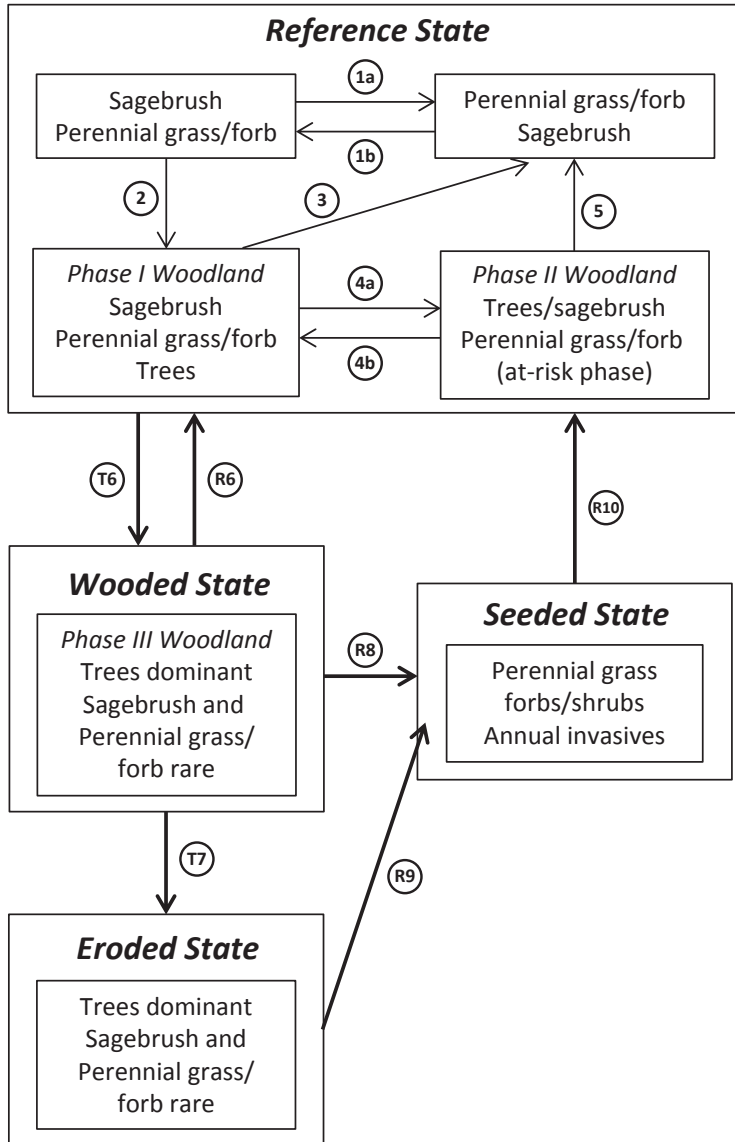 Reference State
1a
Sagebrush
Perennial grass/forb
Perennial grass/forb
Sagebrush
1b
2
3
5
Phase I Woodland
Sagebrush
Perennial grass/forb
Trees
4a
4b
Phase II Woodland
Trees/sagebrush
Perennial grass/forb
(at-risk phase)
T6
R6
R10
Wooded State
Phase III Woodland
Trees dominant
Sagebrush and
Perennial grass/
forb rare
R8
Seeded State
Perennial grass
forbs/shrubs
Annual invasives
T7
R9
Eroded State
Trees dominant
Sagebrush and
Perennial grass/
forb rare